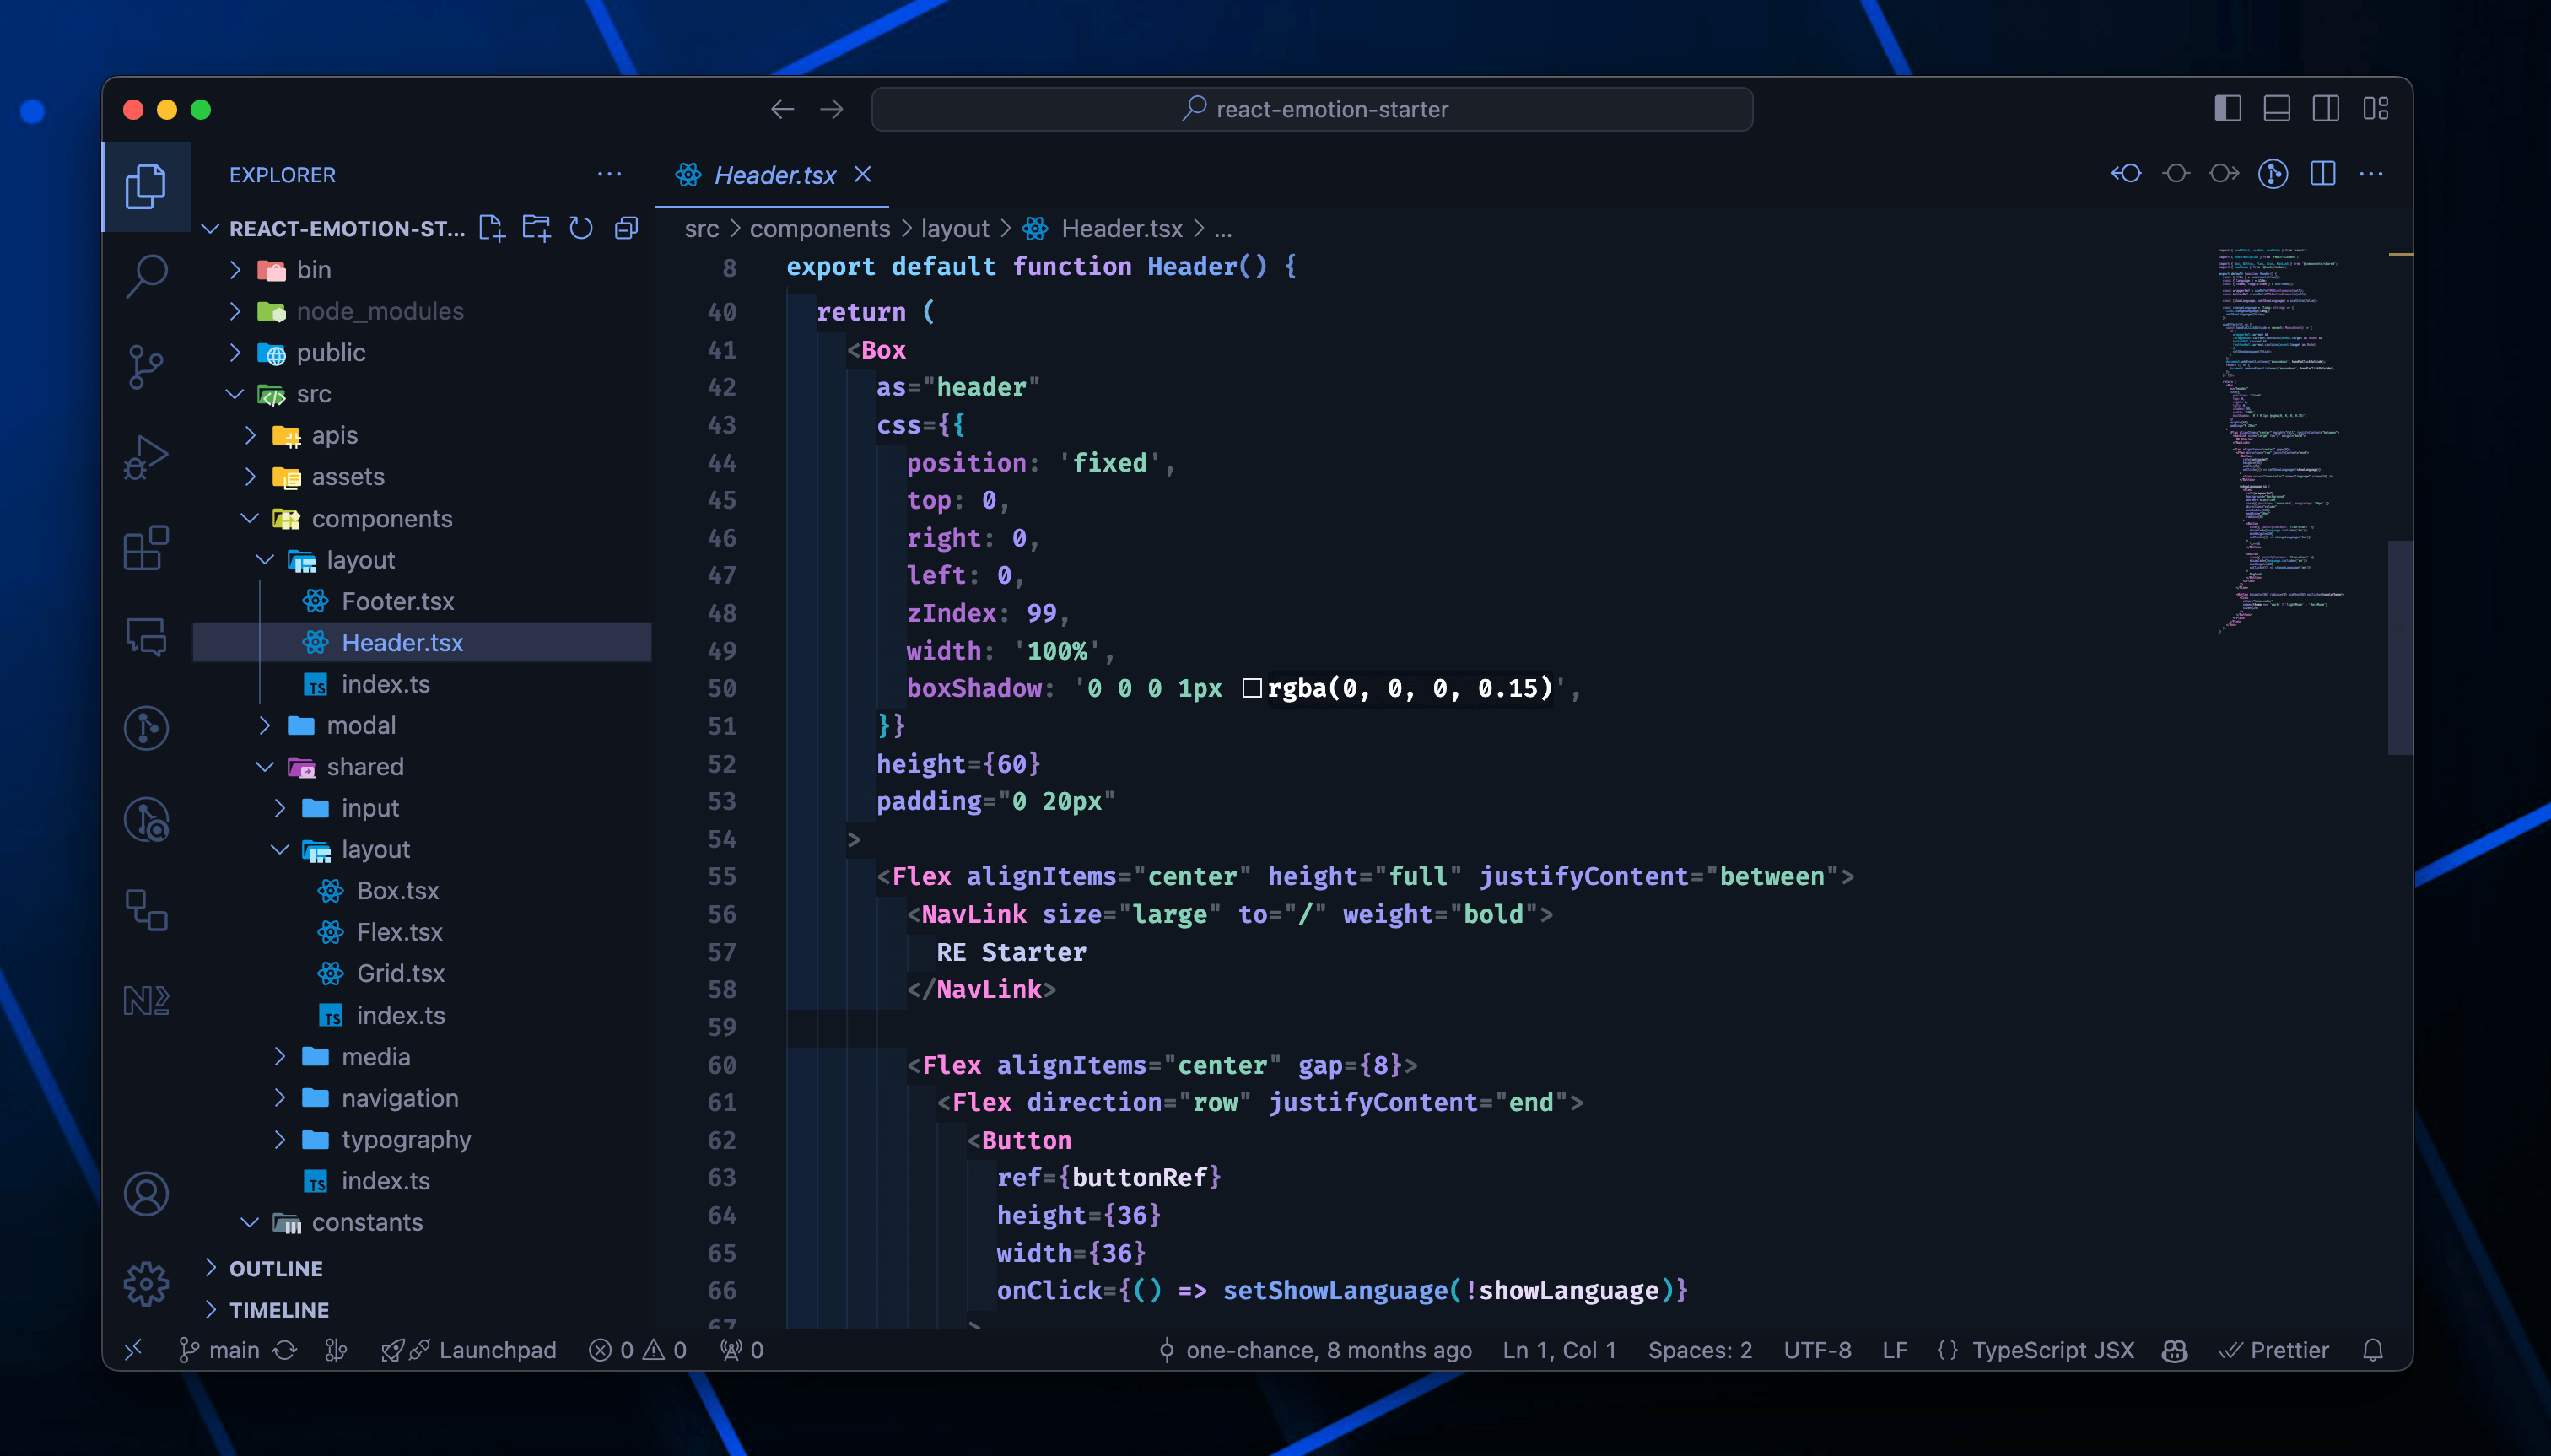 react-emotion-starter
EXPLORER
REACT-EMOTION-ST...
bin
node_modules
public
src
apis
assets
components
layout
Footer.tsx
Header.tsx
index.ts
modal
shared
input
layout
Box.tsx
Flex.tsx
Grid.tsx
index.ts
media
navigation
typography
index.ts
constants
OUTLINE
TIMELINE
Header.tsx
src > components > layout > Header.tsx > ...
8 export default function Header() {
40 return (
41 <Box
42 as="header"
43 css={{
44 position: 'fixed',
45 top: 0,
46 right: 0,
47 left: 0,
48 zIndex: 99,
49 width: '100%',
50 boxShadow: '0 0 0 1px rgba(0, 0, 0, 0.15)',
51 }}
52 height={60}
53 padding="0 20px"
54 >
55 <Flex alignItems="center" height="full" justifyContent="between">
56 <NavLink size="large" to="/" weight="bold">
57 RE Starter
58 </NavLink>
59
60 <Flex alignItems="center" gap={8}>
61 <Flex direction="row" justifyContent="end">
62 <Button
63 ref={buttonRef}
64 height={36}
65 width={36}
66 onClick={() => setShowLanguage(!showLanguage)}
67 >
main Launchpad 0 0 0 one-chance, 8 months ago Ln 1, Col 1 Spaces: 2 UTF-8 LF {} TypeScript JSX Prettier